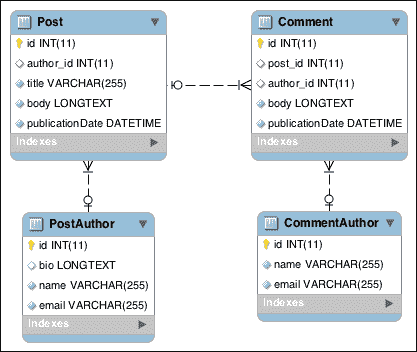 Post
id INT(11)
author_id INT(11)
title VARCHAR(255)
body LONGTEXT
publicationDate DATETIME
Indexes
Comment
id INT(11)
post_id INT(11)
author_id INT(11)
body LONGTEXT
publicationDate DATETIME
Indexes
PostAuthor
id INT(11)
bio LONGTEXT
name VARCHAR(255)
email VARCHAR(255)
Indexes
CommentAuthor
id INT(11)
name VARCHAR(255)
email VARCHAR(255)
Indexes